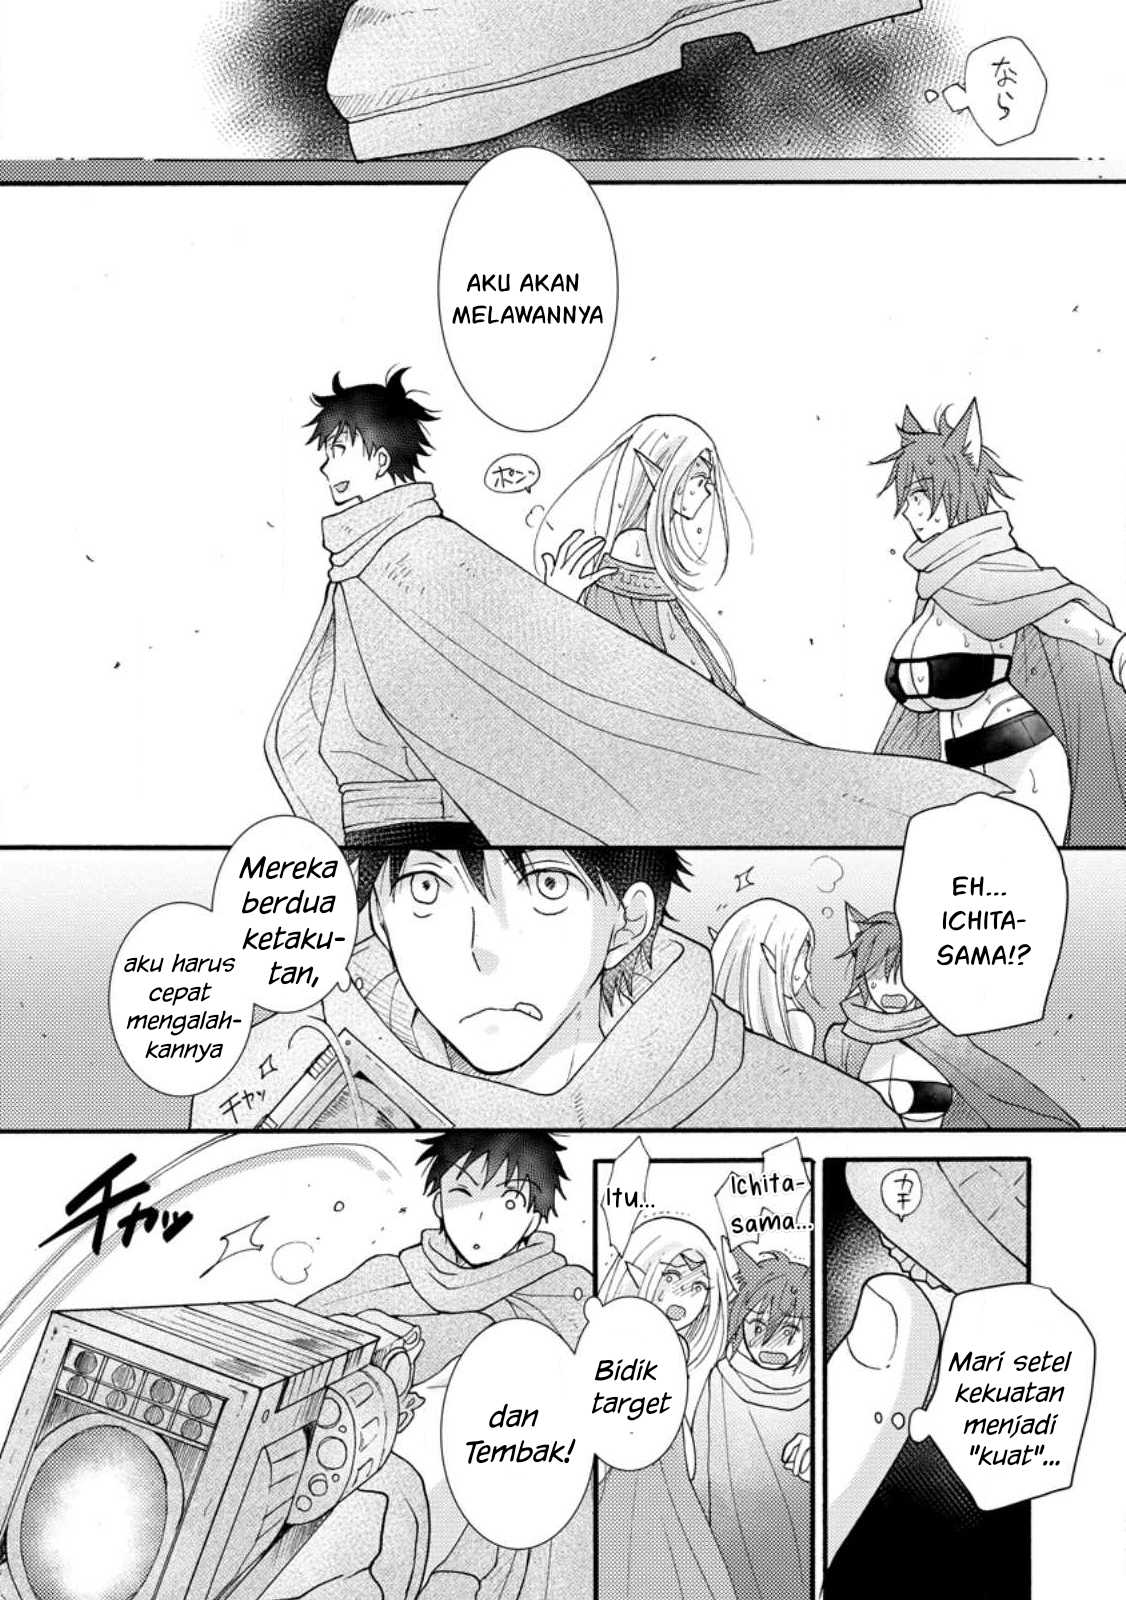 なら
AKU AKAN
MELAWANNYA
ポンッ
EH...
ICHITA-
SAMA!?
Mereka
berdua
ketaku-
tan,
aku harus
cepat
mengalah-
kannya
チャッ
カチ
Mari setel
kekuatan
menjadi
"kuat"...
Ichita-
sama...
Itu...
Bidik
target
dan
Tembak!
チャカッ